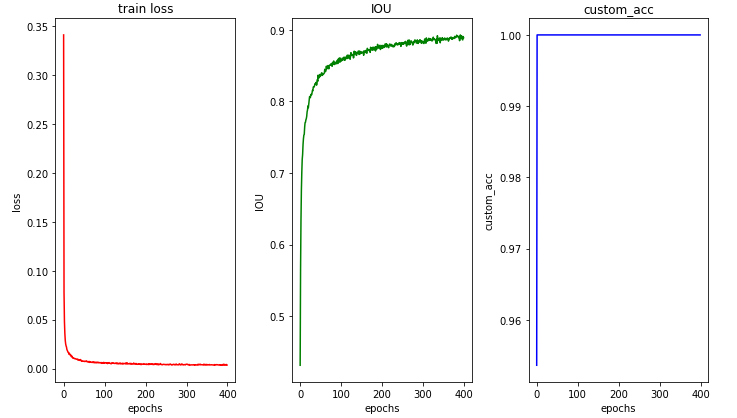 train loss
0.35
0.30
0.25
0.20
0.15
0.10
0.05
0.00
loss
0 100 200 300 400
epochs
IOU
0.9
0.8
0.7
0.6
0.5
IOU
0 100 200 300 400
epochs
custom_acc
1.00
0.99
0.98
0.97
0.96
custom_acc
0 100 200 300 400
epochs